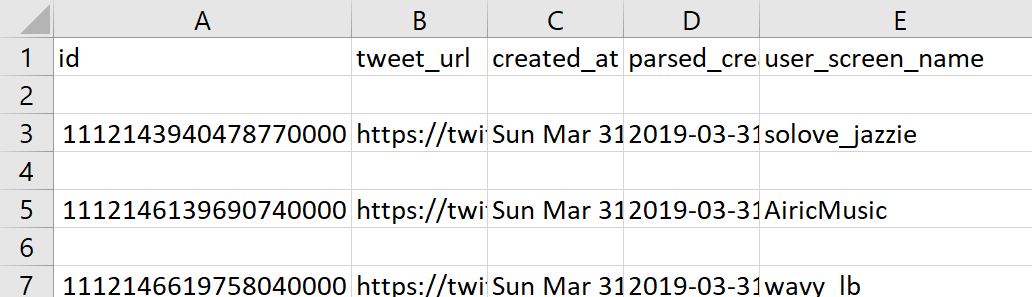 A B C D E
1 id tweet_url created_at parsed_crea user_screen_name
2
3 1112143940478770000 https://twi Sun Mar 31 2019-03-31 solove_jazzie
4
5 1112146139690740000 https://twi Sun Mar 31 2019-03-31 AiricMusic
6
7 1112146619758040000 https://twi Sun Mar 31 2019-03-31 wavy_lb